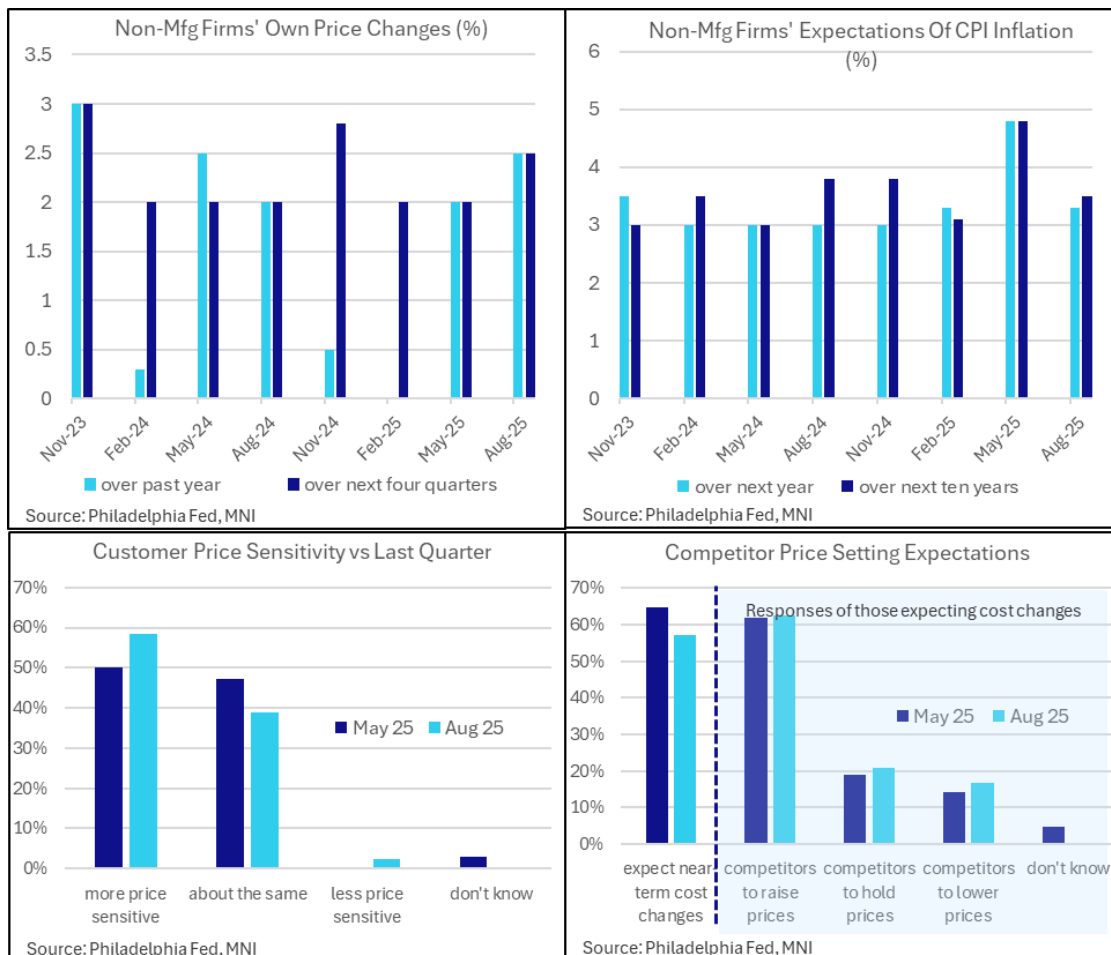 Non-Mfg Firms' Own Price Changes (%)
3.5
3
2.5
2
1.5
1
0.5
0
Nov-23
Feb-24
May-24
Aug-24
Nov-24
Feb-25
May-25
Aug-25
over past year
over next four quarters
Source: Philadelphia Fed, MNI
Non-Mfg Firms' Expectations Of CPI Inflation
(%)
6
5
4
3
2
1
0
Nov-23
Feb-24
May-24
Aug-24
Nov-24
Feb-25
May-25
Aug-25
over next year
over next ten years
Source: Philadelphia Fed, MNI
Customer Price Sensitivity vs Last Quarter
70%
60%
50%
40%
30%
20%
10%
0%
May 25
Aug 25
more price
sensitive
about the same
less price
sensitive
don't know
Source: Philadelphia Fed, MNI
Competitor Price Setting Expectations
70%
60%
50%
40%
30%
20%
10%
0%
Responses of those expecting cost changes
May 25
Aug 25
expect near
term cost
changes
competitors
to raise
prices
competitors
to hold
prices
competitors
to lower
prices
don't know
Source: Philadelphia Fed, MNI